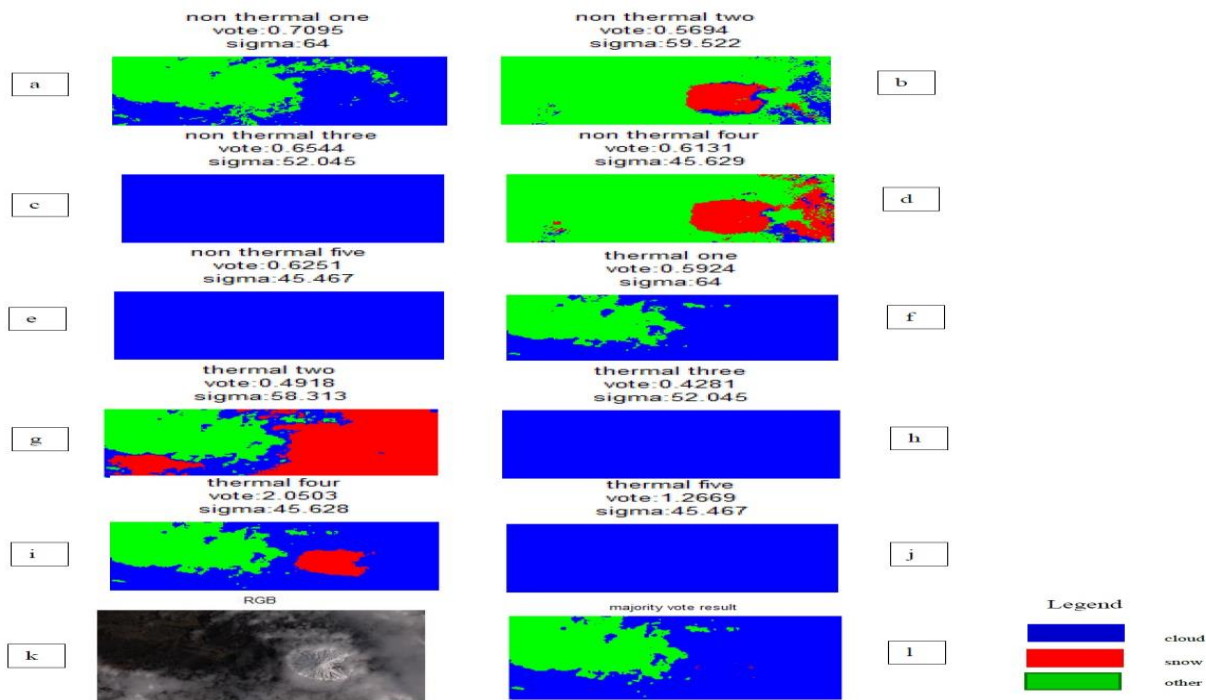 non thermal one
vote:0.7095
sigma:64
non thermal two
vote:0.5694
sigma:59.522
a
b
non thermal three
vote:0.6544
sigma:52.045
non thermal four
vote:0.6131
sigma:45.629
c
d
non thermal five
vote:0.6251
sigma:45.467
thermal one
vote:0.5924
sigma:64
e
f
thermal two
vote:0.4918
sigma:58.313
thermal three
vote:0.4281
sigma:52.045
g
h
thermal four
vote:2.0503
sigma:45.628
thermal five
vote:1.2669
sigma:45.467
i
j
RGB
majority vote result
k
l
Legend
cloud
snow
other